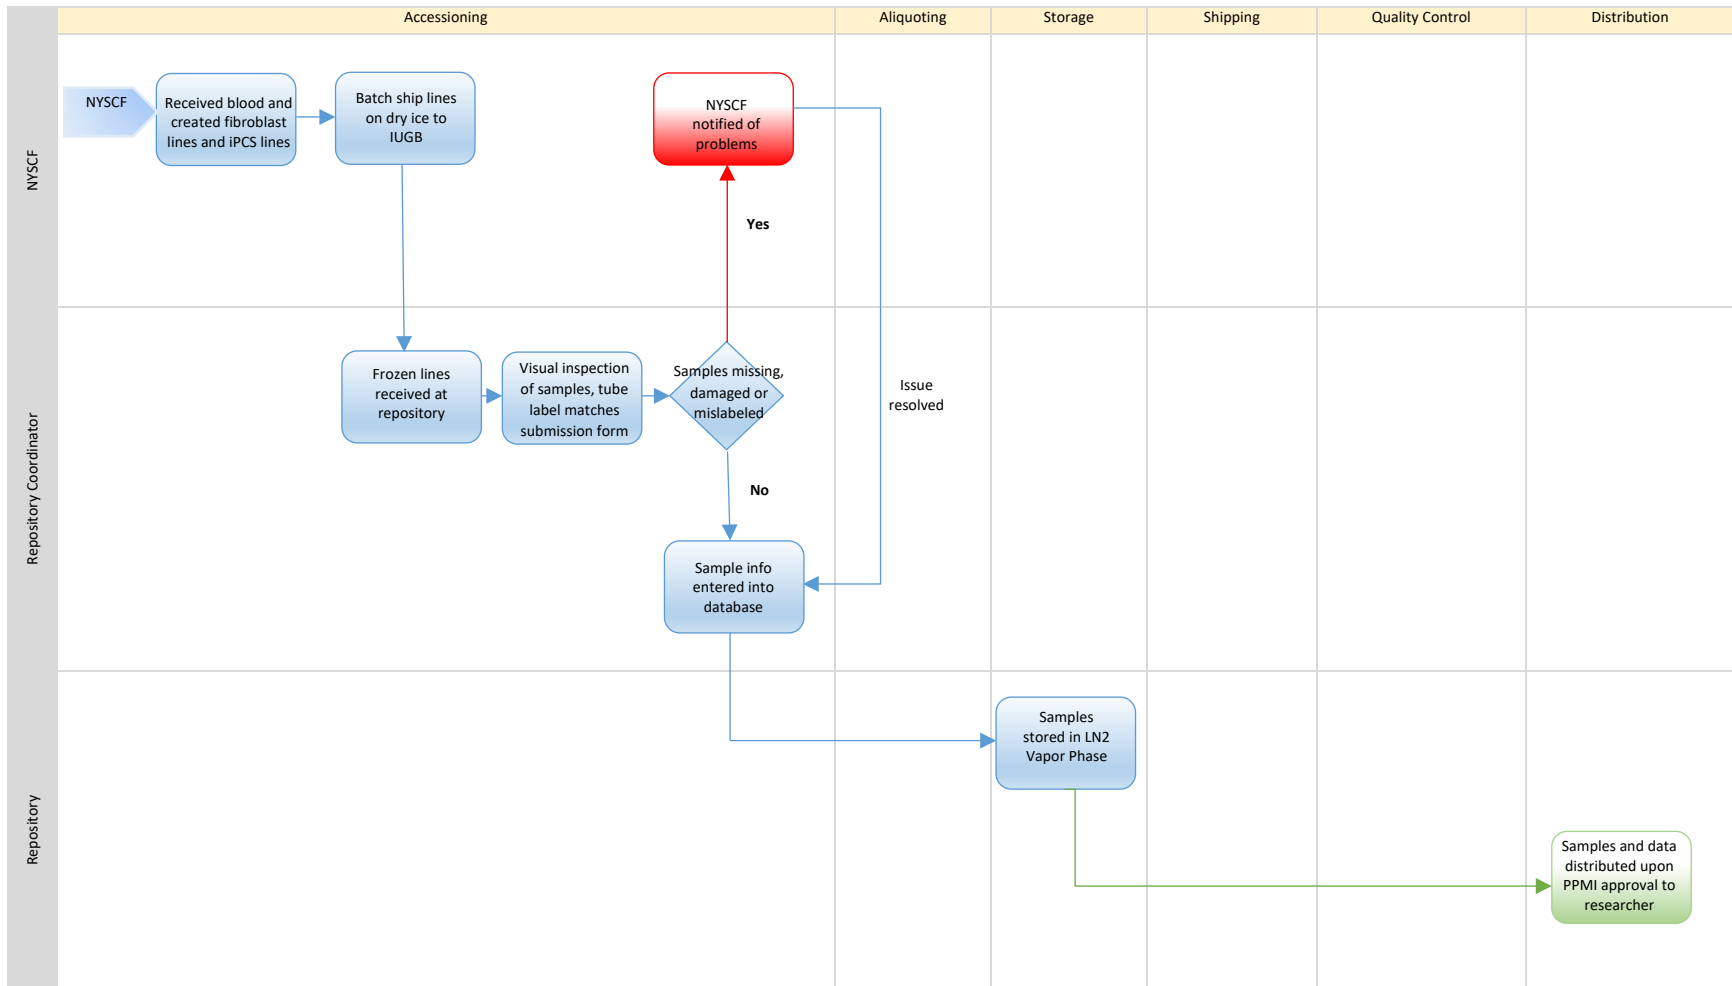 Accessioning
Aliquoting
Storage
Shipping
Quality Control
Distribution
NYSCF
NYSCF
Received blood and
created fibroblast
lines and iPCS lines
Batch ship lines
on dry ice to
IUGB
NYSCF
notified of
problems
Yes
Repository Coordinator
Frozen lines
received at
repository
Visual inspection
of samples, tube
label matches
submission form
Samples missing,
damaged or
mislabeled
Issue
resolved
No
Sample info
entered into
database
Repository
Samples
stored in LN2
Vapor Phase
Samples and data
distributed upon
PPMI approval to
researcher